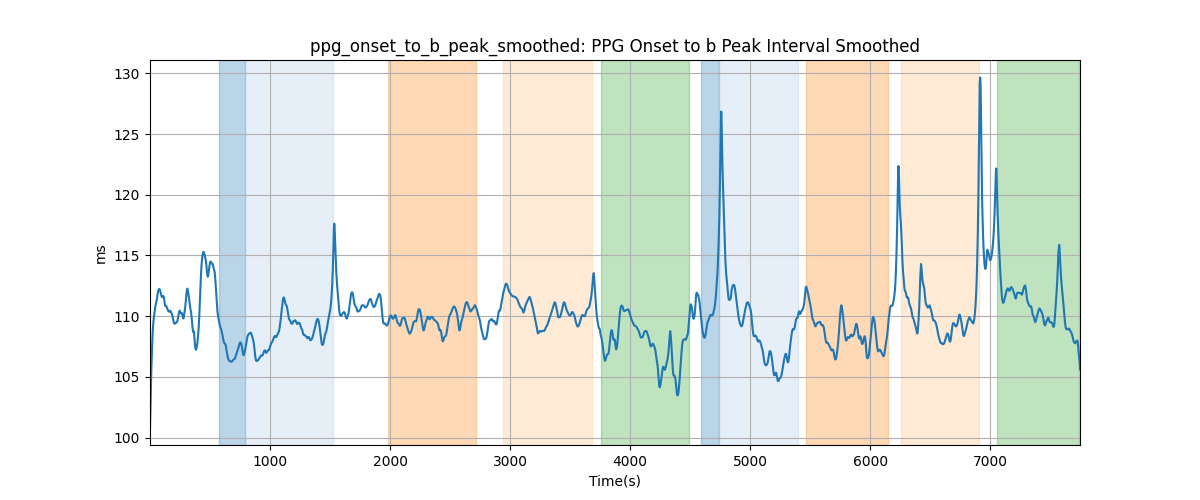 ppg_onset_to_b_peak_smoothed: PPG Onset to b Peak Interval Smoothed
130
125
120
115
110
105
100
ms
1000 2000 3000 4000 5000 6000 7000
Time(s)